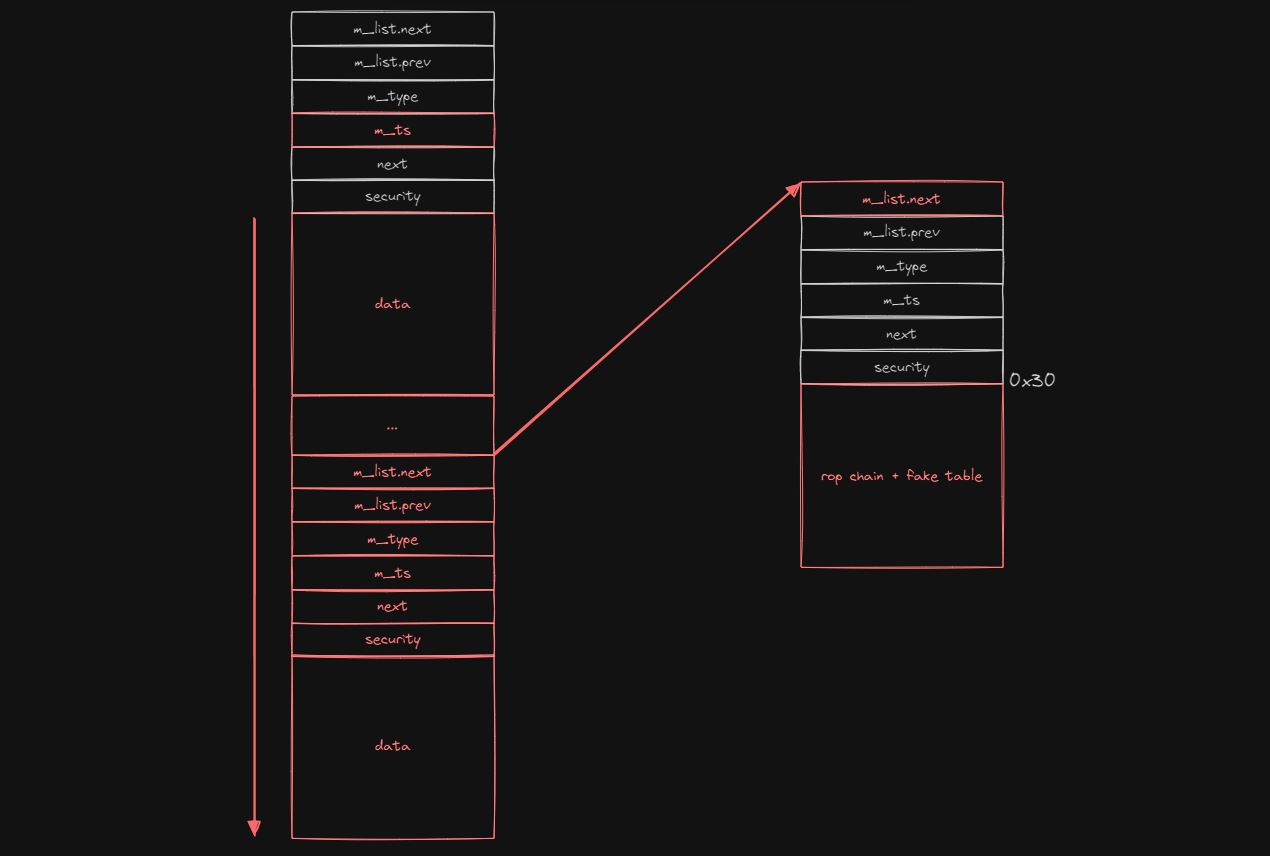 m_list.next
m_list.prev
m_type
m_ts
next
security
data
...
m_list.next
m_list.prev
m_type
m_ts
next
security
data
m_list.next
m_list.prev
m_type
m_ts
next
security
0x30
rop chain + fake table